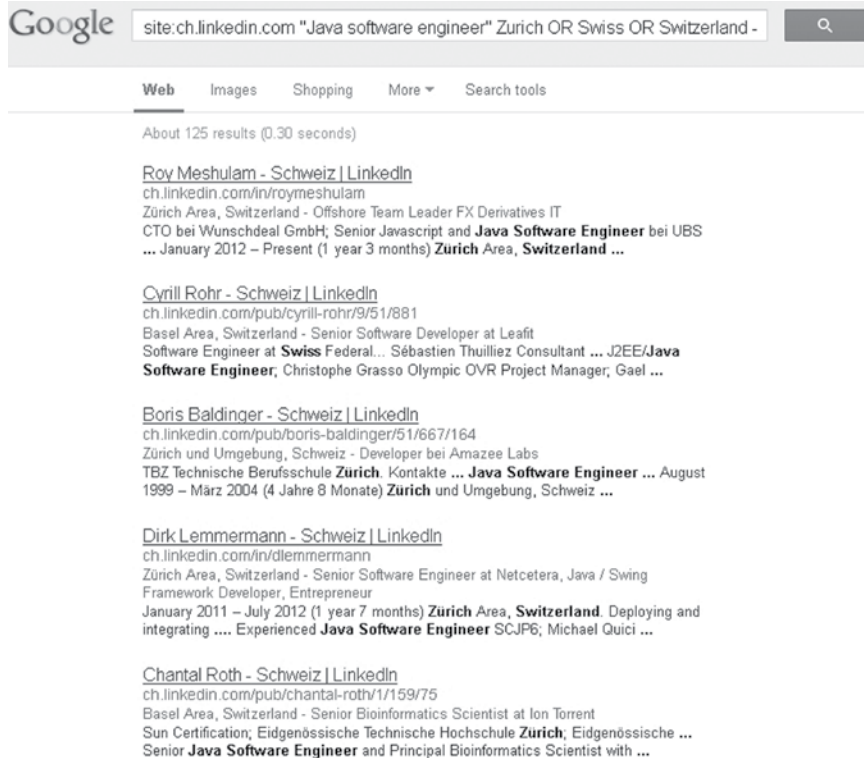 Google site:ch.linkedin.com "Java software engineer" Zurich OR Swiss OR Switzerland -
Web Images Shopping More Search tools
About 125 results (0.30 seconds)
Roy Meshulam - Schweiz | LinkedIn
ch.linkedin.com/in/roymeshulam
Zürich Area, Switzerland - Offshore Team Leader FX Derivatives IT
CTO bei Wunschdeal GmbH; Senior Javascript and Java Software Engineer bei UBS
... January 2012 – Present (1 year 3 months) Zürich Area, Switzerland ...
Cyrill Rohr - Schweiz | LinkedIn
ch.linkedin.com/pub/cyrill-rohr/9/51/881
Basel Area, Switzerland - Senior Software Developer at Leafit
Software Engineer at Swiss Federal... Sébastien Thuilliez Consultant ... J2EE/Java
Software Engineer; Christophe Grasso Olympic OVR Project Manager; Gael ...
Boris Baldinger - Schweiz | LinkedIn
ch.linkedin.com/pub/boris-baldinger/51/667/164
Zürich und Umgebung, Schweiz - Developer bei Amazee Labs
TBZ Technische Berufsschule Zürich. Kontakte ... Java Software Engineer ... August
1999 – März 2004 (4 Jahre 8 Monate) Zürich und Umgebung, Schweiz ...
Dirk Lemmermann - Schweiz | LinkedIn
ch.linkedin.com/in/dlemmermann
Zürich Area, Switzerland - Senior Software Engineer at Netcetera, Java / Swing
Framework Developer, Entrepreneur
January 2011 – July 2012 (1 year 7 months) Zürich Area, Switzerland. Deploying and
integrating .... Experienced Java Software Engineer SCJP6; Michael Quici ...
Chantal Roth - Schweiz | LinkedIn
ch.linkedin.com/pub/chantal-roth/1/159/75
Basel Area, Switzerland - Senior Bioinformatics Scientist at Ion Torrent
Sun Certification; Eidgenössische Technische Hochschule Zürich; Eidgenössische ...
Senior Java Software Engineer and Principal Bioinformatics Scientist with ...